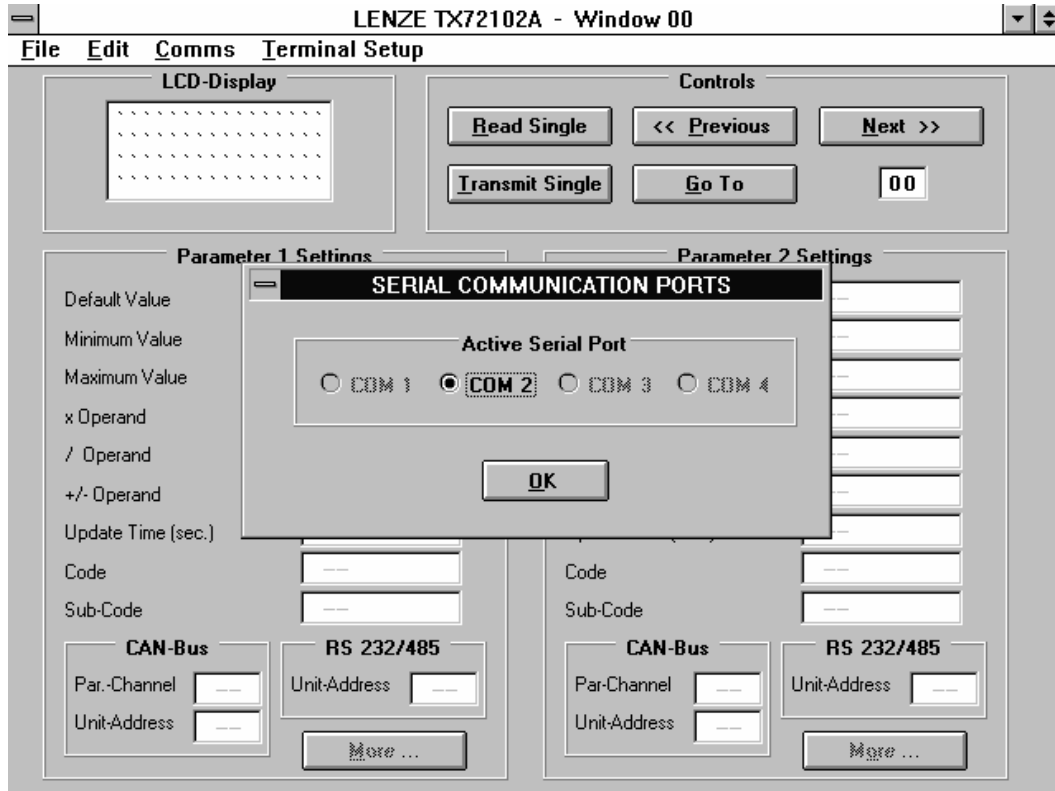 LENZE TX72102A - Window 00
File Edit Comms Terminal Setup
LCD-Display
Controls
Read Single << Previous Next >>
Transmit Single Go To 00
Parameter 1 Settings
Default Value
Minimum Value
Maximum Value
x Operand
/ Operand
+/- Operand
Update Time (sec.)
Code --
Sub-Code --
CAN-Bus
Par.-Channel --
Unit-Address --
RS 232/485
Unit-Address --
More ...
SERIAL COMMUNICATION PORTS
Active Serial Port
COM 1 COM 2 COM 3 COM 4
OK
Parameter 2 Settings
Code --
Sub-Code --
CAN-Bus
Par-Channel --
Unit-Address --
RS 232/485
Unit-Address --
More ...